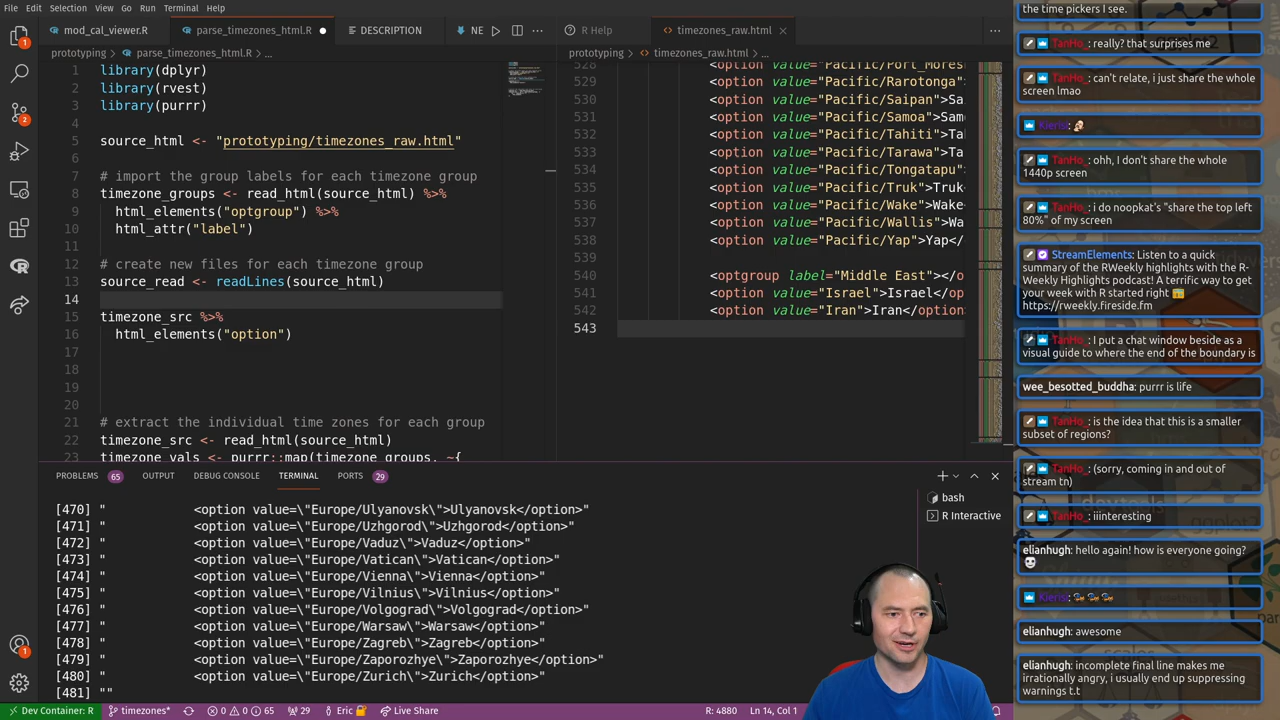 File Edit Selection View Go Run Terminal Help
mod_cal_viewer.R
parse_timezones_html.R
DESCRIPTION
NE
R Help
timezones_raw.html
prototyping > parse_timezones_html.R > ...
prototyping > timezones_raw.html > ...
1 library(dplyr)
2 library(rvest)
3 library(purrr)
4
5 source_html <- "prototyping/timezones_raw.html"
6
7 # import the group labels for each timezone group
8 timezone_groups <- read_html(source_html) %>%
9 html_elements("optgroup") %>%
10 html_attr("label")
11
12 # create new files for each timezone group
13 source_read <- readLines(source_html)
14
15 timezone_src %>%
16 html_elements("option")
17
18
19
20
21 # extract the individual time zones for each group
22 timezone_src <- read_html(source_html)
23 timezone_vals <- purrr::map(timezone_groups, ~{
528 <option value="Pacific/Port_Mores
529 <option value="Pacific/Rarotonga"
530 <option value="Pacific/Saipan">Sa
531 <option value="Pacific/Samoa">Sam
532 <option value="Pacific/Tahiti">Ta
533 <option value="Pacific/Tarawa">Ta
534 <option value="Pacific/Tongatapu"
535 <option value="Pacific/Truk">Truk
536 <option value="Pacific/Wake">Wake
537 <option value="Pacific/Wallis">Wa
538 <option value="Pacific/Yap">Yap</
539
540 <optgroup label="Middle East"></o
541 <option value="Israel">Israel</op
542 <option value="Iran">Iran</option
543
PROBLEMS 65 OUTPUT DEBUG CONSOLE TERMINAL PORTS 29
bash
R Interactive
[470] " <option value=\"Europe/Ulyanovsk\">Ulyanovsk</option>"
[471] " <option value=\"Europe/Uzhgorod\">Uzhgorod</option>"
[472] " <option value=\"Europe/Vaduz\">Vaduz</option>"
[473] " <option value=\"Europe/Vatican\">Vatican</option>"
[474] " <option value=\"Europe/Vienna\">Vienna</option>"
[475] " <option value=\"Europe/Vilnius\">Vilnius</option>"
[476] " <option value=\"Europe/Volgograd\">Volgograd</option>"
[477] " <option value=\"Europe/Warsaw\">Warsaw</option>"
[478] " <option value=\"Europe/Zagreb\">Zagreb</option>"
[479] " <option value=\"Europe/Zaporozhye\">Zaporozhye</option>"
[480] " <option value=\"Europe/Zurich\">Zurich</option>"
[481] ""
Dev Container: R timezones* 0 0 65 29 Eric Live Share R: 4880 Ln 14, Col 1
the time pickers I see.
TanHo_: really? that surprises me
TanHo_: can't relate, i just share the whole
screen lmao
Kierisi:
TanHo_: ohh, I don't share the whole
1440p screen
TanHo_: i do noopkat's "share the top left
80%" of my screen
StreamElements: Listen to a quick
summary of the RWeekly highlights with the R-
Weekly Highlights podcast! A terrific way to get
your week with R started right
https://rweekly.fireside.fm
TanHo_: I put a chat window beside as a
visual guide to where the end of the boundary is
wee_besotted_buddha: purrr is life
TanHo_: is the idea that this is a smaller
subset of regions?
TanHo_: (sorry, coming in and out of
stream tn)
TanHo_: iiinteresting
elianhugh: hello again! how is everyone going?
Kierisi:
elianhugh: awesome
elianhugh: incomplete final line makes me
irrationally angry, i usually end up suppressing
warnings t.t